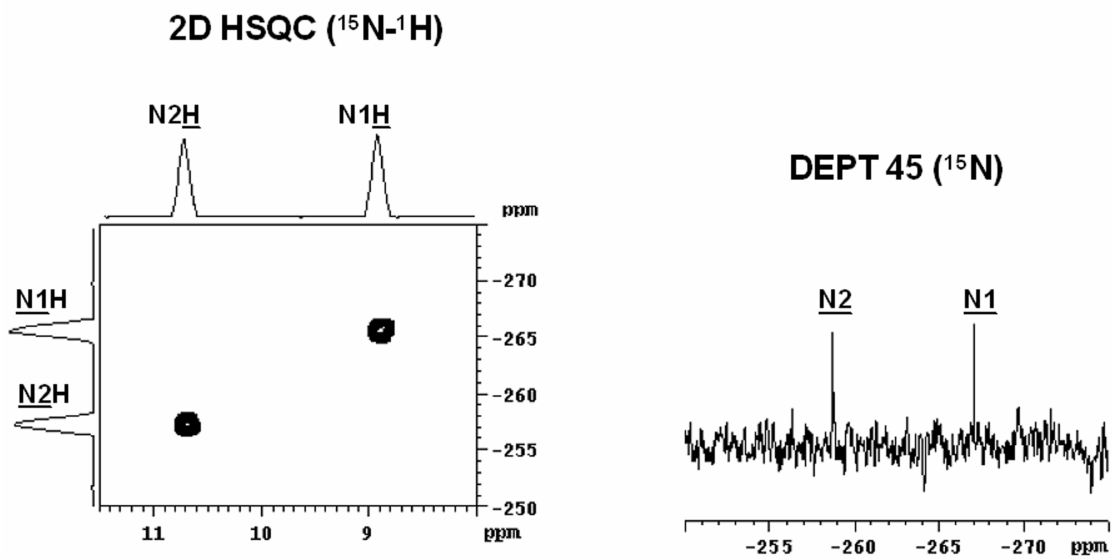 2D HSQC (¹⁵N-¹H)
N2H N1H
ppm
-270
N1H
-265
N2H
-260
-255
-250
11 10 9 ppm
DEPT 45 (¹⁵N)
N2 N1
-255 -260 -265 -270 ppm